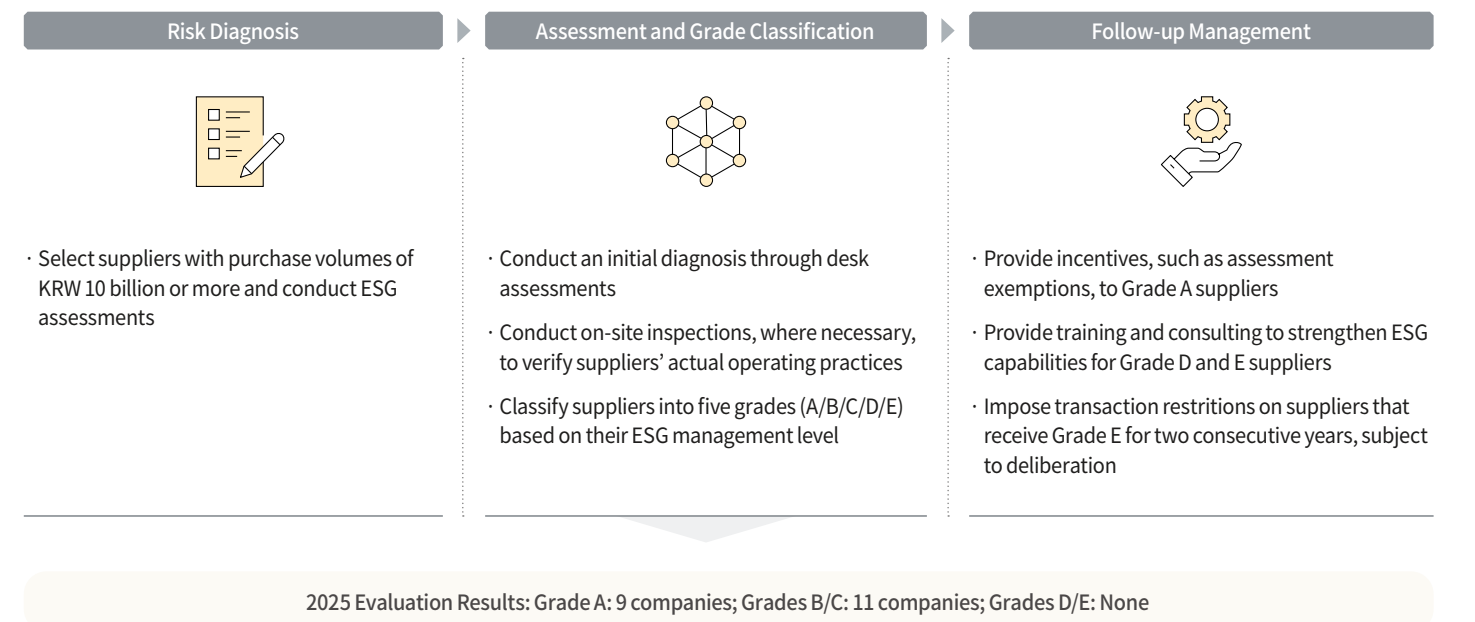 Risk Diagnosis
· Select suppliers with purchase volumes of
KRW 10 billion or more and conduct ESG
assessments
Assessment and Grade Classification
· Conduct an initial diagnosis through desk
assessments
· Conduct on-site inspections, where necessary,
to verify suppliers’ actual operating practices
· Classify suppliers into five grades (A/B/C/D/E)
based on their ESG management level
Follow-up Management
· Provide incentives, such as assessment
exemptions, to Grade A suppliers
· Provide training and consulting to strengthen ESG
capabilities for Grade D and E suppliers
· Impose transaction restritions on suppliers that
receive Grade E for two consecutive years, subject
to deliberation
2025 Evaluation Results: Grade A: 9 companies; Grades B/C: 11 companies; Grades D/E: None